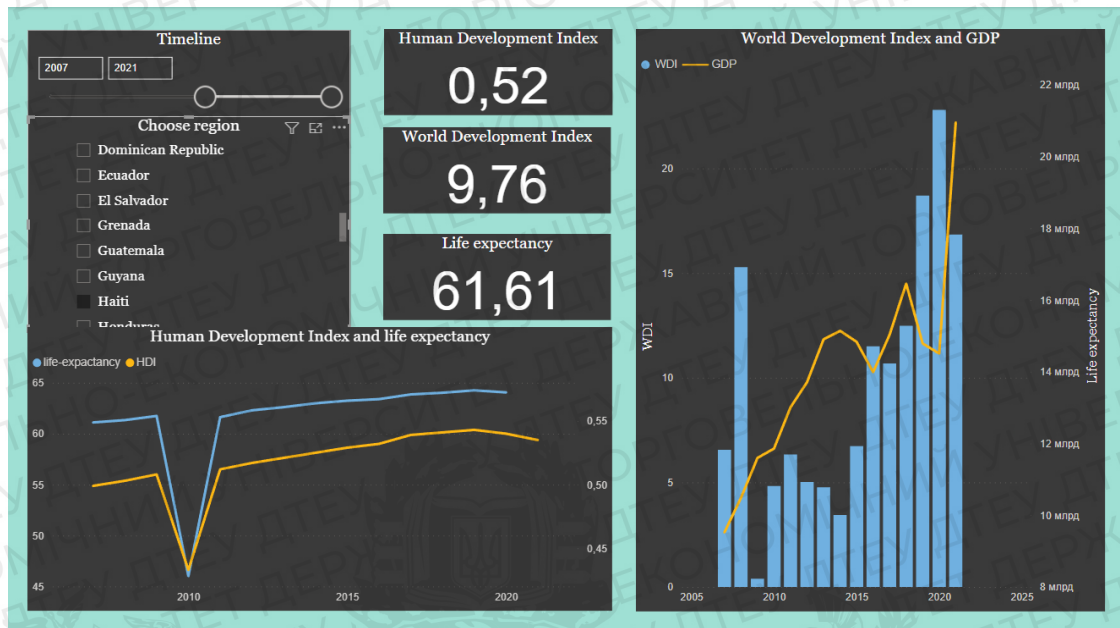 Timeline
2007 2021
Choose region
Dominican Republic
Ecuador
El Salvador
Grenada
Guatemala
Guyana
Haiti
Honduras
Human Development Index
0,52
World Development Index
9,76
Life expectancy
61,61
Human Development Index and life expectancy
life-expactancy HDI
65
60
55
50
45
0,55
0,50
0,45
2010 2015 2020
World Development Index and GDP
WDI GDP
20
15
10
5
0
WDI
22 млрд
20 млрд
18 млрд
16 млрд
14 млрд
12 млрд
10 млрд
8 млрд
Life expectancy
2005 2010 2015 2020 2025